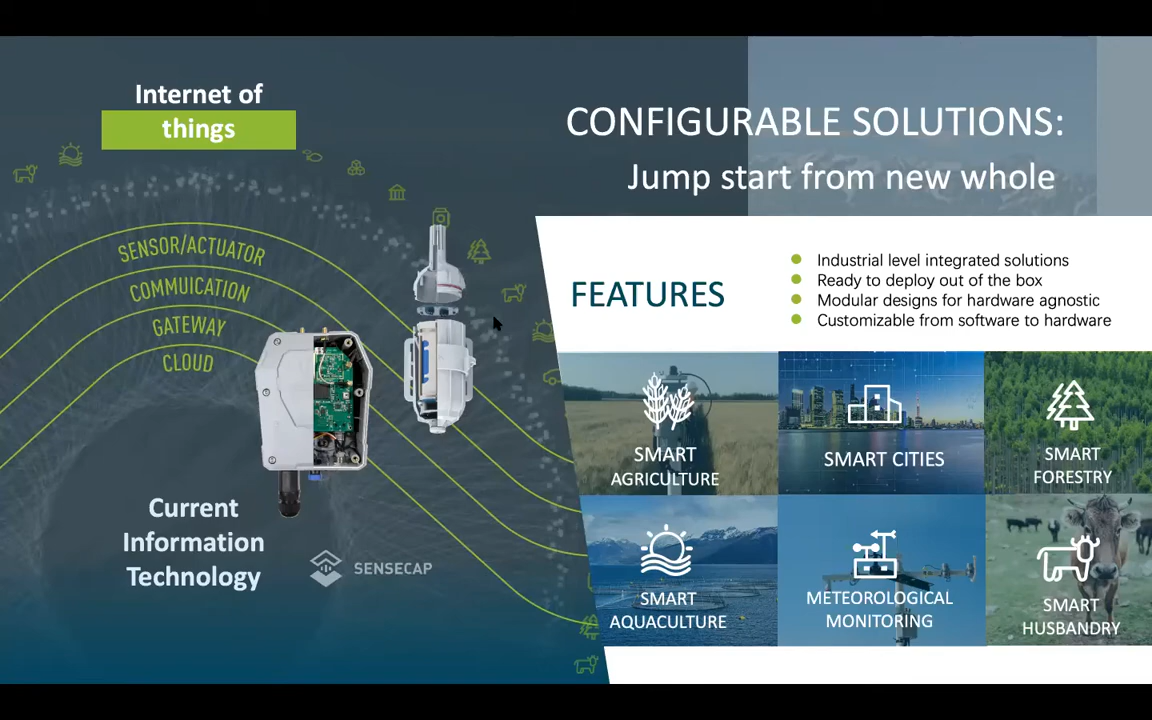 Internet of
things
CONFIGURABLE SOLUTIONS:
Jump start from new whole
SENSOR/ACTUATOR
COMMUICATION
GATEWAY
CLOUD
FEATURES
Industrial level integrated solutions
Ready to deploy out of the box
Modular designs for hardware agnostic
Customizable from software to hardware
SMART
AGRICULTURE
SMART CITIES
SMART
FORESTRY
Current
Information
Technology
SENSECAP
SMART
AQUACULTURE
METEOROLOGICAL
MONITORING
SMART
HUSBANDRY